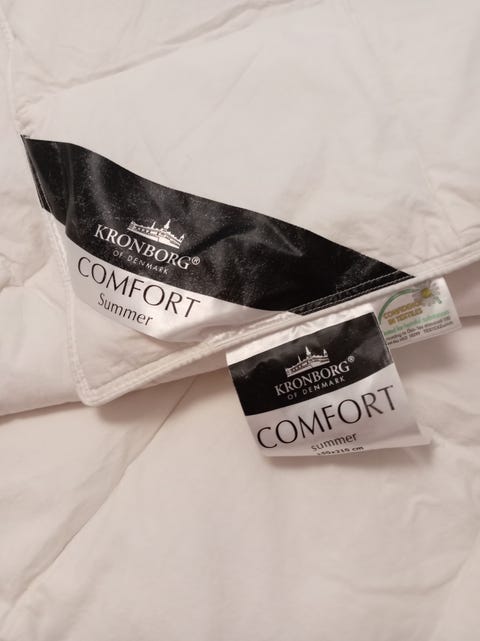 KRONBORG®
OF DENMARK
COMFORT
Summer
CONFIDENCE
IN TEXTILES
KRONBORG®
OF DENMARK
COMFORT
summer